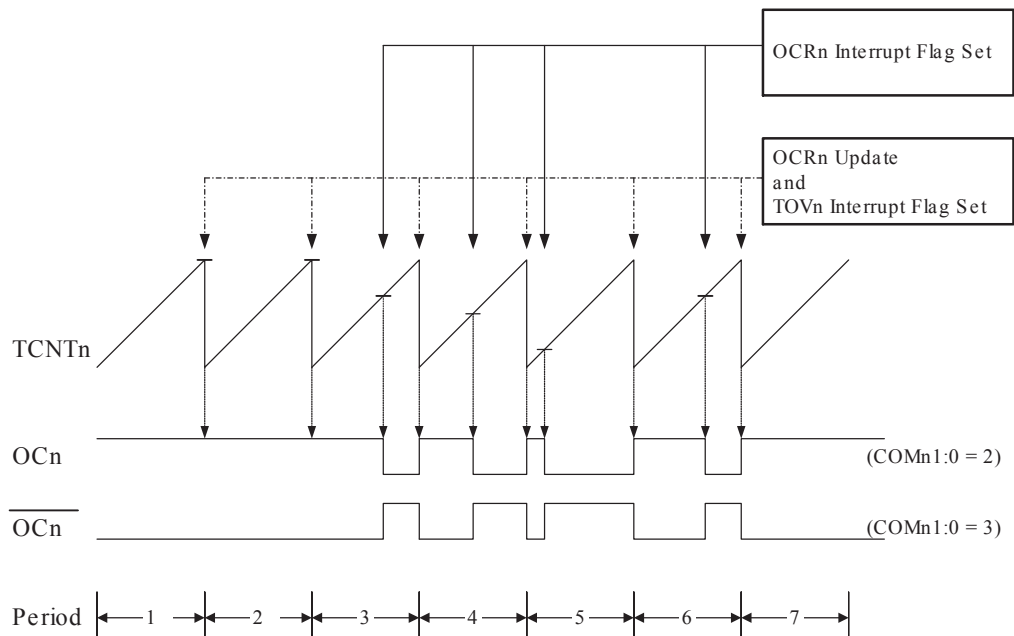 OCRn Interrupt Flag Set
OCRn Update
and
TOVn Interrupt Flag Set
TCNTn
OCn
(COMn1:0 = 2)
OCn
(COMn1:0 = 3)
Period
1
2
3
4
5
6
7